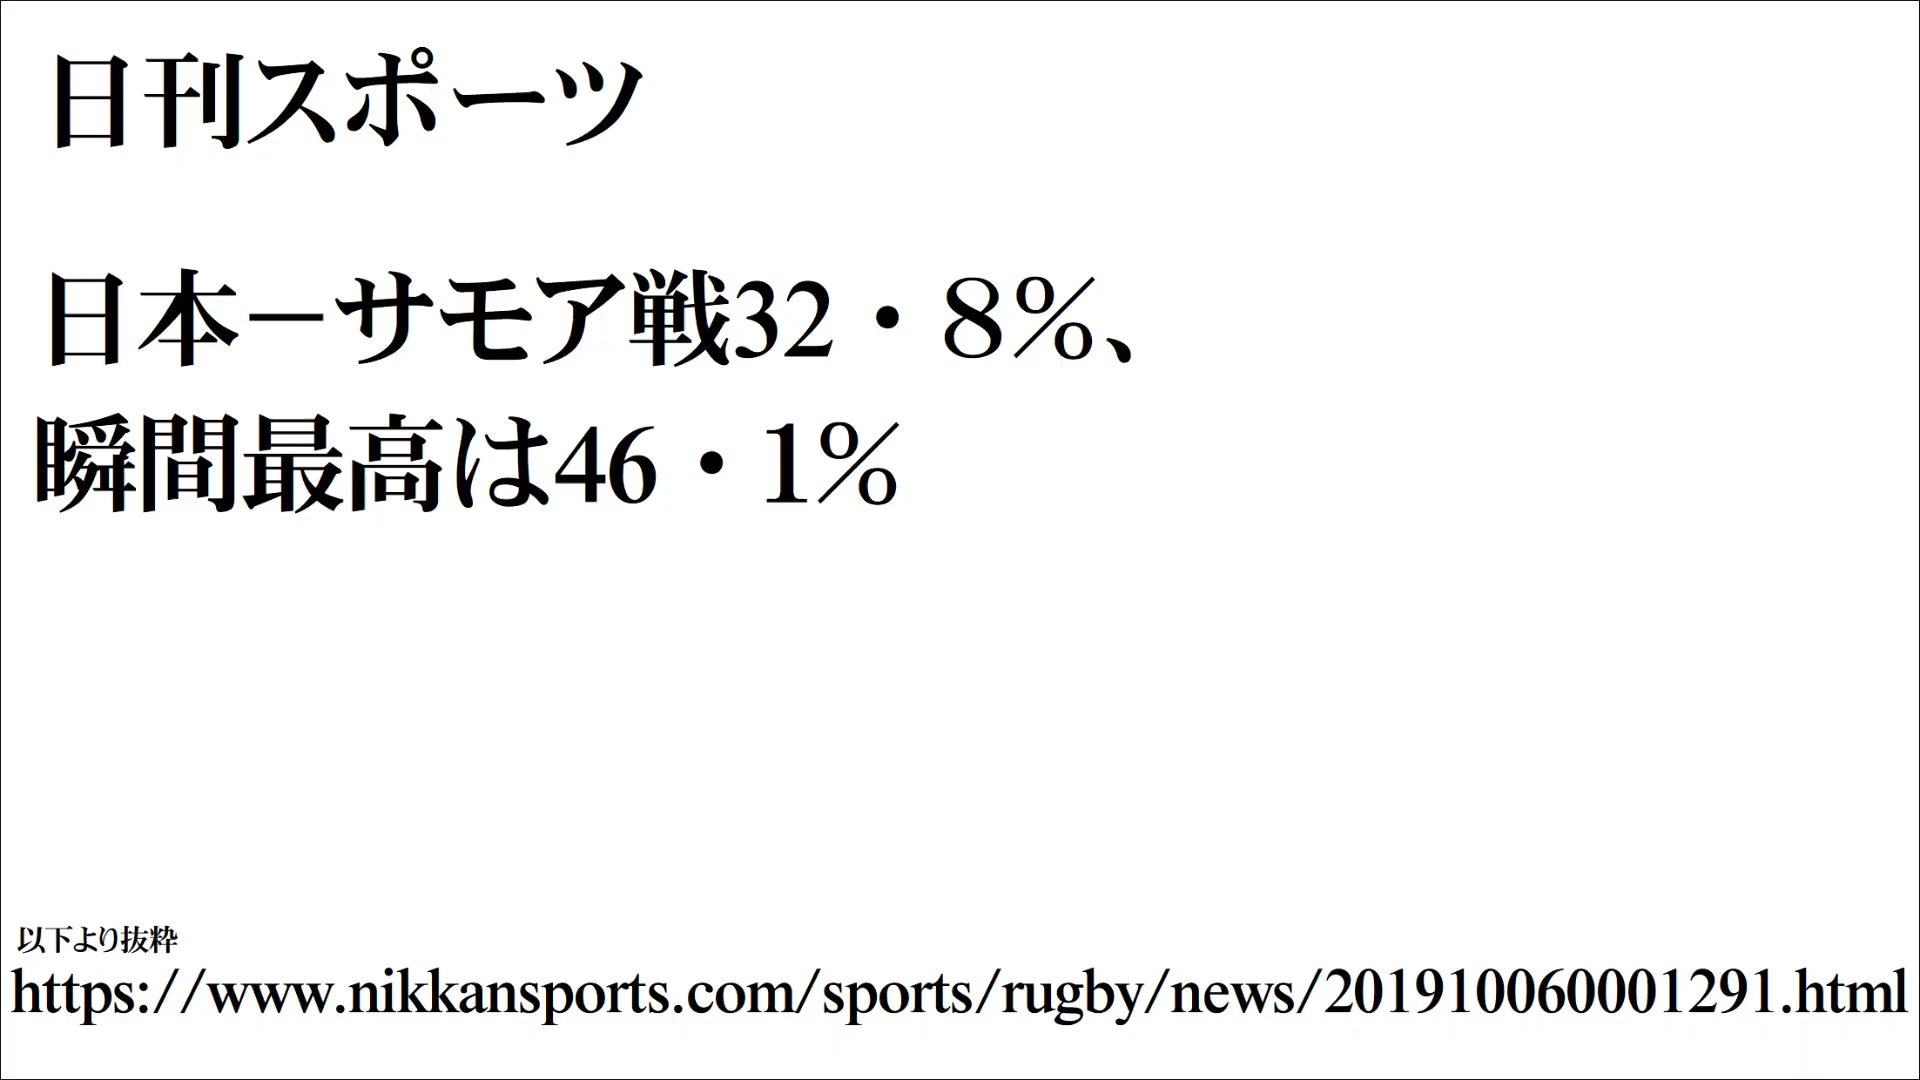 日刊スポーツ
日本－サモア戦32・８％、
瞬間最高は46・１％
以下より抜粋
https://www.nikkansports.com/sports/rugby/news/201910060001291.html